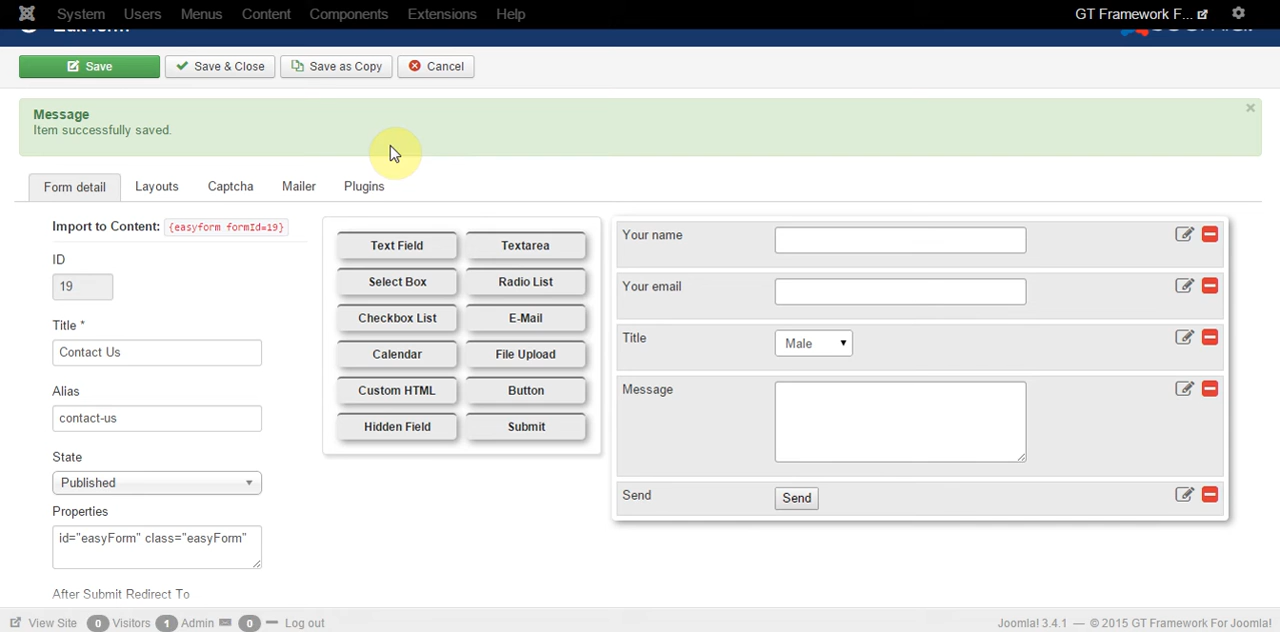 System Users Menus Content Components Extensions Help GT Framework F...
Edit form
Save Save & Close Save as Copy Cancel
Message
Item successfully saved.
×
Form detail Layouts Captcha Mailer Plugins
Import to Content: {easyform formId=19}
ID
19
Title *
Contact Us
Alias
contact-us
State
Published
Properties
id="easyForm" class="easyForm"
After Submit Redirect To
Text Field Textarea
Select Box Radio List
Checkbox List E-Mail
Calendar File Upload
Custom HTML Button
Hidden Field Submit
Your name
Your email
Title Male
Message
Send Send
View Site 0 Visitors 1 Admin 0 Log out Joomla! 3.4.1 — © 2015 GT Framework For Joomla!